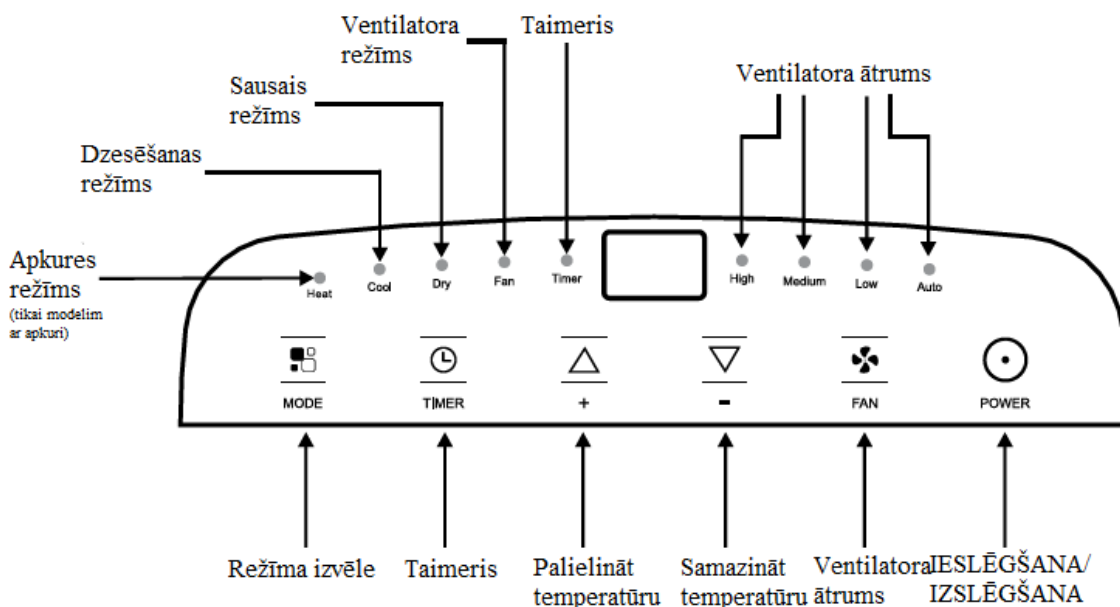 Ventilatora
režīms
Taimeris
Ventilatora ātrums
Sausais
režīms
Dzesēšanas
režīms
Apkures
režīms
(tikai modelim
ar apkuri)
Heat
Cool
Dry
Fan
Timer
High
Medium
Low
Auto
MODE
TIMER
+
-
FAN
POWER
Režīma izvēle
Taimeris
Palielināt
temperatūru
Samazināt
temperatūru
Ventilatora
ātrums
IESLĒGŠANA/
IZSLĒGŠANA